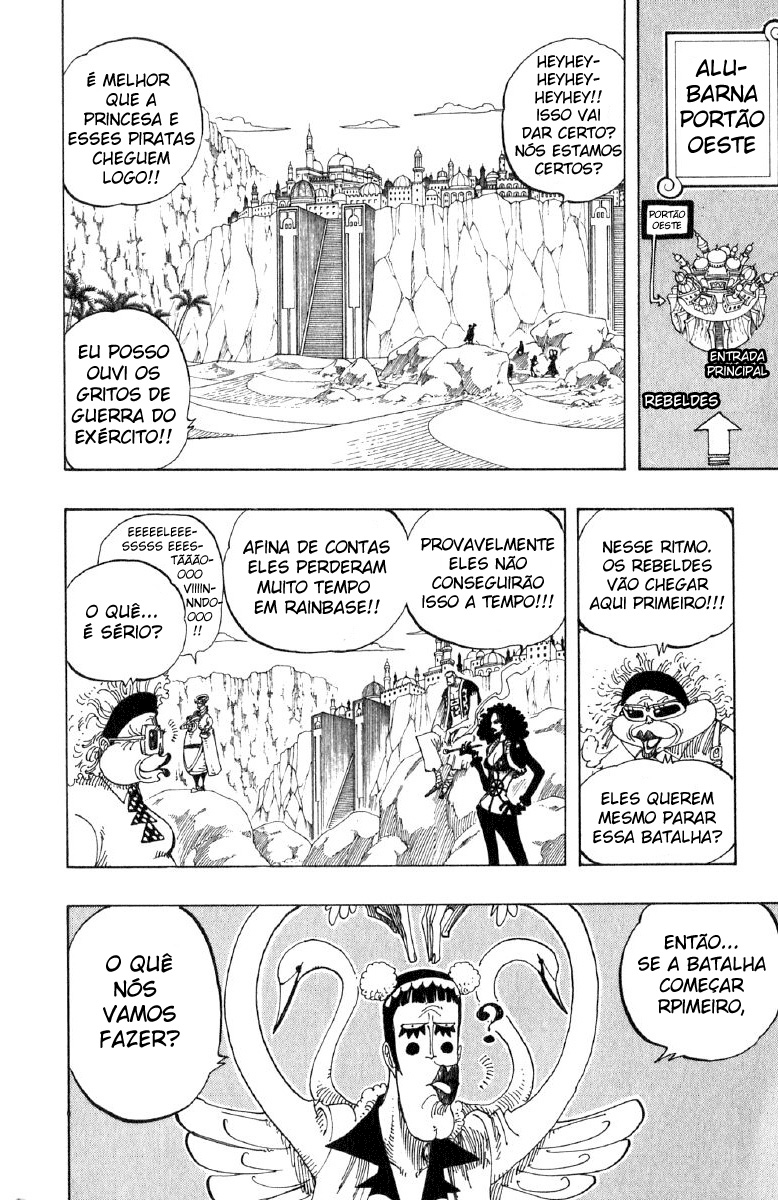 ALU-
BARNA
PORTÃO
OESTE
PORTÃO
OESTE
ENTRADA
PRINCIPAL
REBELDES
HEYHEY-
HEYHEY-
HEYHEY!!
ISSO VAI
DAR CERTO?
NÓS ESTAMOS
CERTOS?
É MELHOR
QUE A
PRINCESA E
ESSES PIRATAS
CHEGUEM
LOGO!!
EU POSSO
OUVI OS
GRITOS DE
GUERRA DO
EXÉRCITO!!
NESSE RITMO.
OS REBELDES
VÃO CHEGAR
AQUI PRIMEIRO!!!
ELES QUEREM
MESMO PARAR
ESSA BATALHA?
PROVAVELMENTE
ELES NÃO
CONSEGUIRÃO
ISSO A TEMPO!!!
AFINA DE CONTAS
ELES PERDERAM
MUITO TEMPO
EM RAINBASE!!
EEEEELEEE-
SSSSS EEES-
TÃÃÃO-
OOO
VIIIIN-
NNDO-
OOO
!!
O QUÊ...
É SÉRIO?
ENTÃO...
SE A BATALHA
COMEÇAR
RPIMEIRO,
?
O QUÊ
NÓS
VAMOS
FAZER?